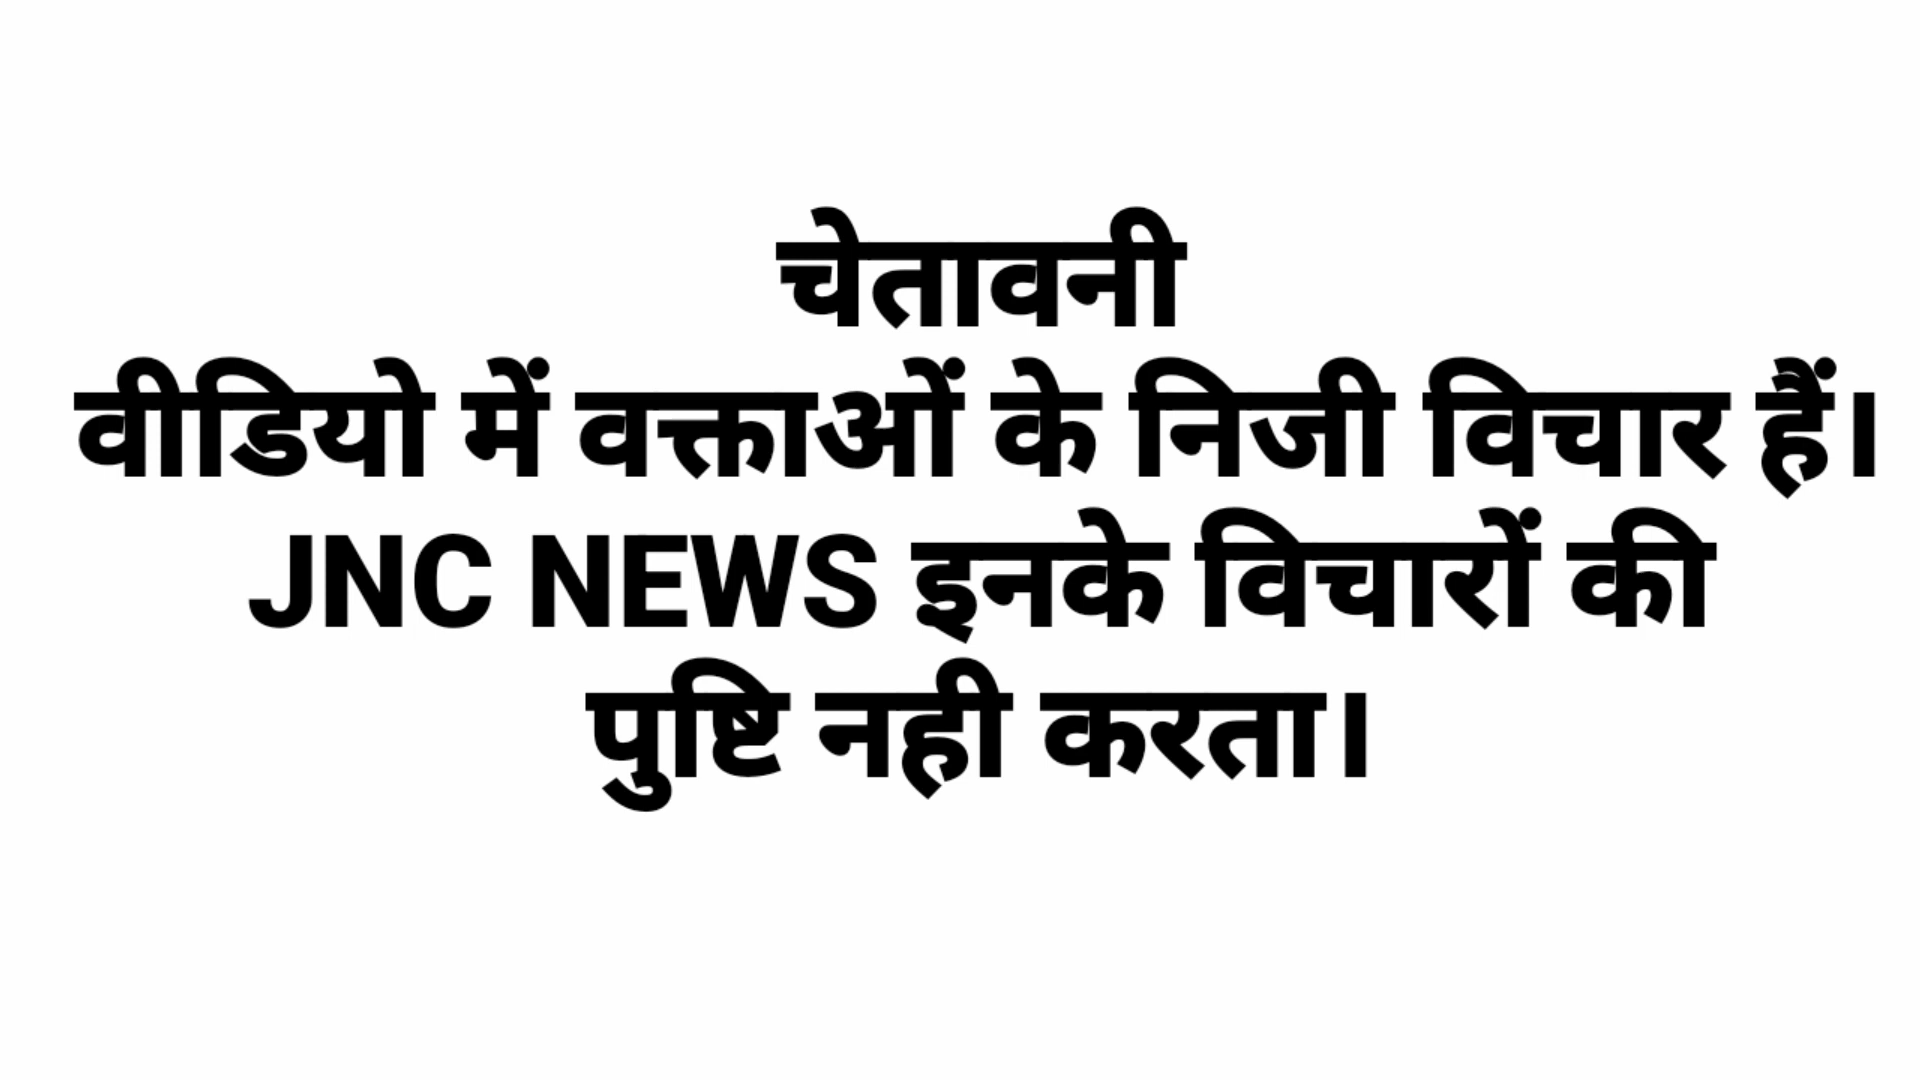 चेतावनी
वीडियो में वक्ताओं के निजी विचार हैं।
JNC NEWS इनके विचारों की
पुष्टि नही करता।